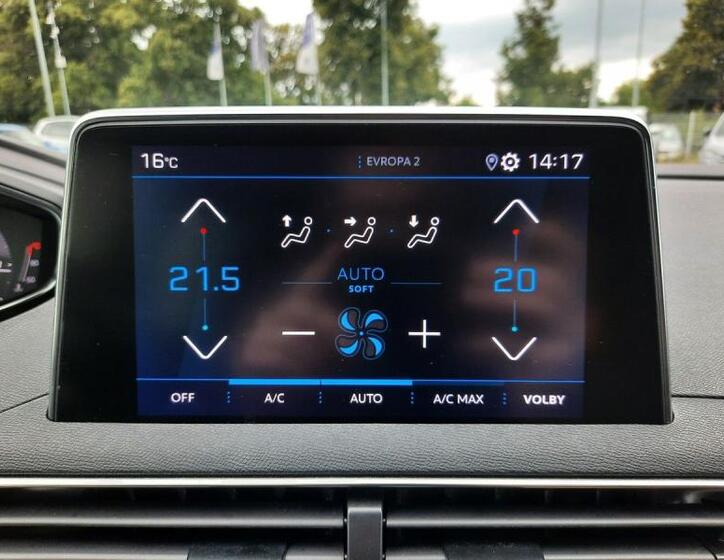 16°C EVROPA 2 14:17
21.5 AUTO 20
SOFT
OFF A/C AUTO A/C MAX VOLBY